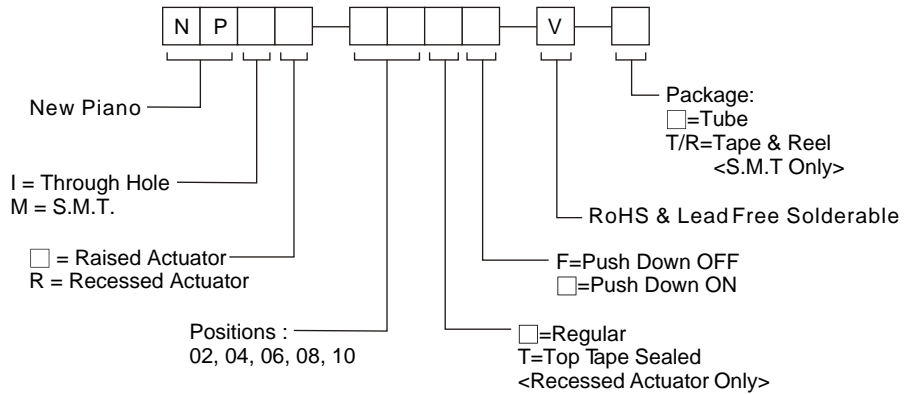 N P V
New Piano
Package:
□=Tube
T/R=Tape & Reel
<S.M.T Only>
I = Through Hole
M = S.M.T.
RoHS & Lead Free Solderable
□ = Raised Actuator
R = Recessed Actuator
F=Push Down OFF
□=Push Down ON
Positions :
02, 04, 06, 08, 10
□=Regular
T=Top Tape Sealed
<Recessed Actuator Only>